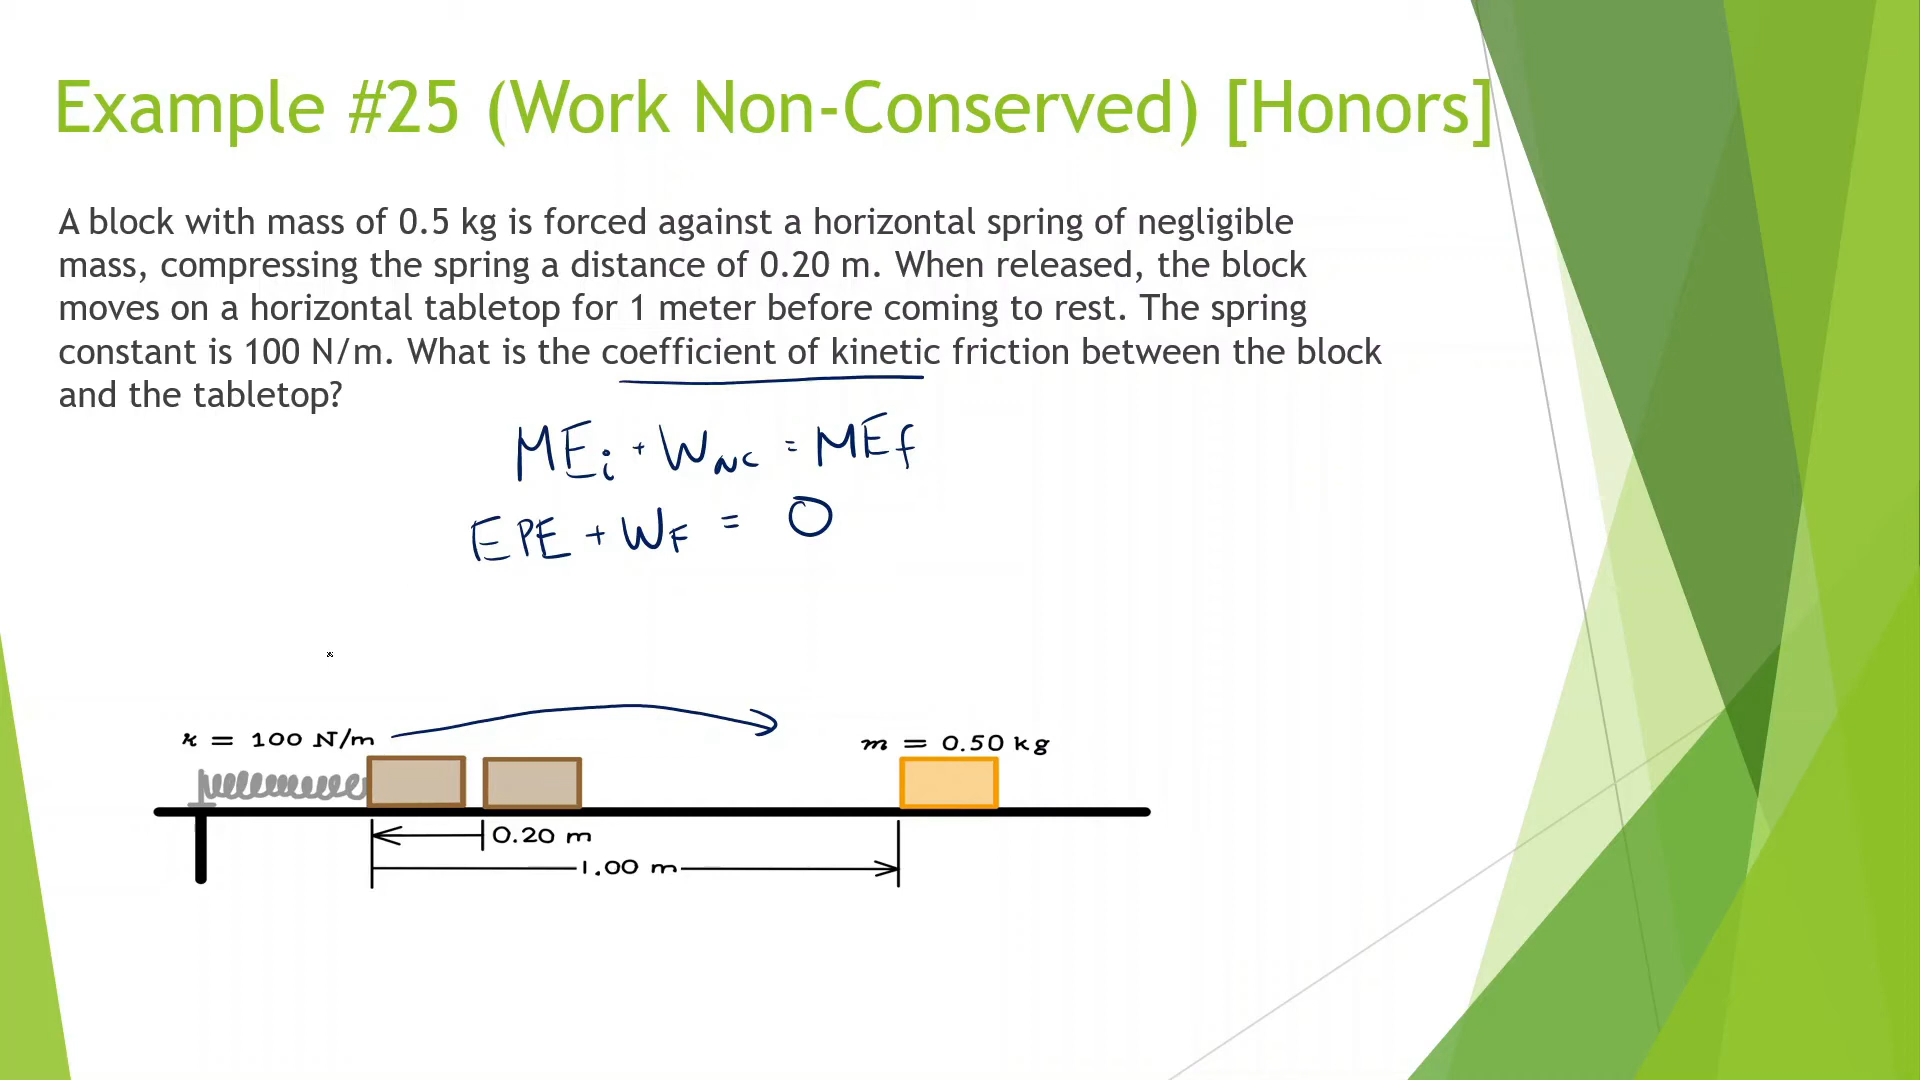 Example #25 (Work Non-Conserved) [Honors]
A block with mass of 0.5 kg is forced against a horizontal spring of negligible
mass, compressing the spring a distance of 0.20 m. When released, the block
moves on a horizontal tabletop for 1 meter before coming to rest. The spring
constant is 100 N/m. What is the coefficient of kinetic friction between the block
and the tabletop?
MEi + WNC = MEf
EPE + WF = 0
k = 100 N/m
m = 0.50 kg
0.20 m
1.00 m